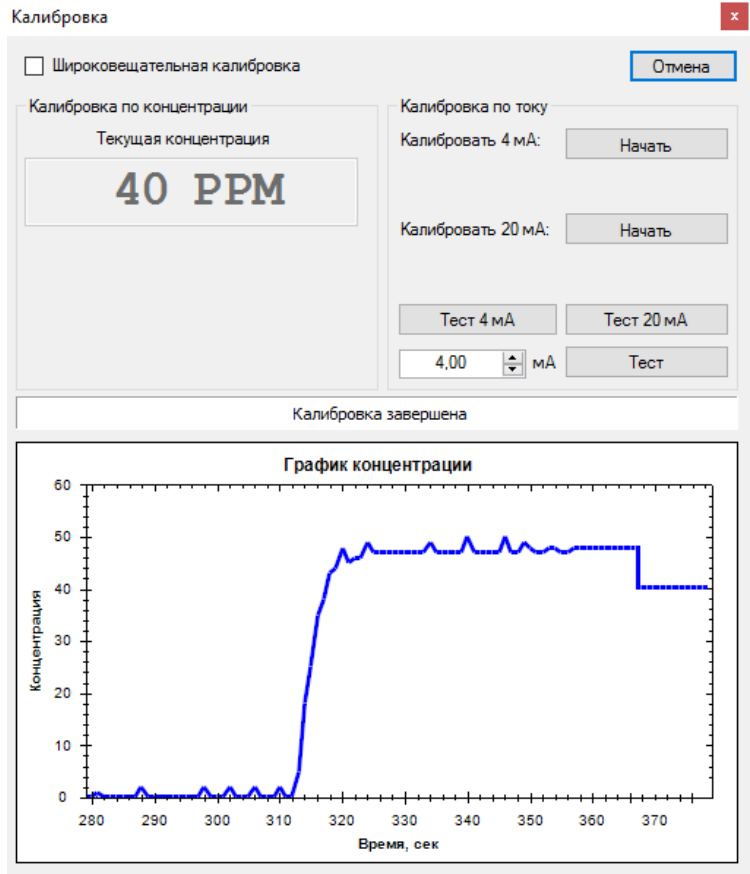 Калибровка
x
Широковещательная калибровка
Отмена
Калибровка по концентрации
Текущая концентрация
40 PPM
Калибровка по току
Калибровать 4 мА:
Начать
Калибровать 20 мА:
Начать
Тест 4 мА
Тест 20 мА
4,00
мА
Тест
Калибровка завершена
График концентрации
Концентрация
60
50
40
30
20
10
0
280 290 300 310 320 330 340 350 360 370
Время, сек